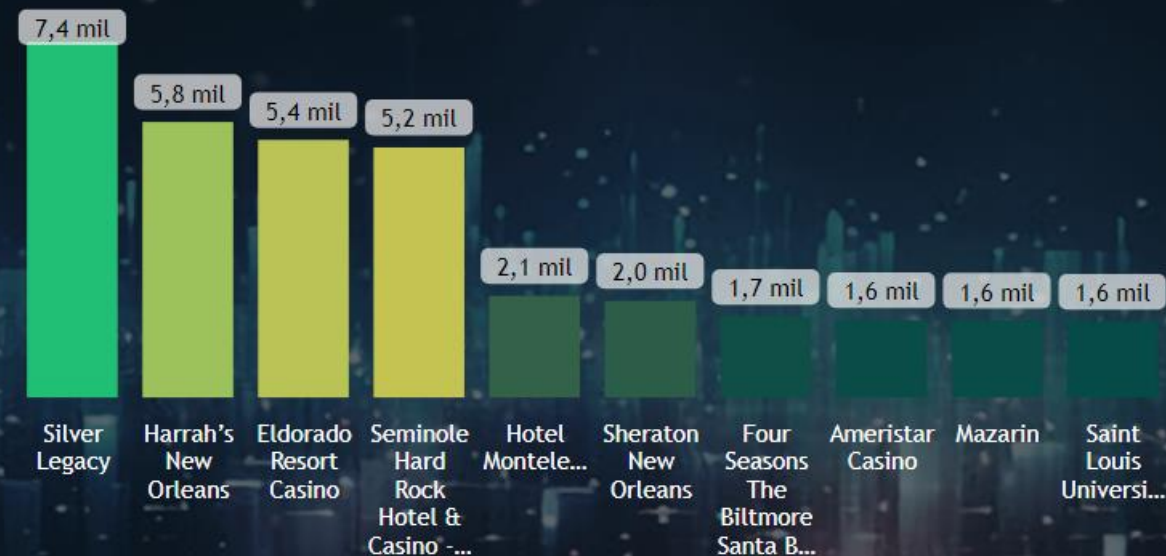 7,4 mil
5,8 mil
5,4 mil
5,2 mil
2,1 mil
2,0 mil
1,7 mil
1,6 mil
1,6 mil
1,6 mil
Silver
Legacy
Harrah’s
New
Orleans
Eldorado
Resort
Casino
Seminole
Hard
Rock
Hotel &
Casino -...
Hotel
Montele...
Sheraton
New
Orleans
Four
Seasons
The
Biltmore
Santa B...
Ameristar
Casino
Mazarin
Saint
Louis
Universi...